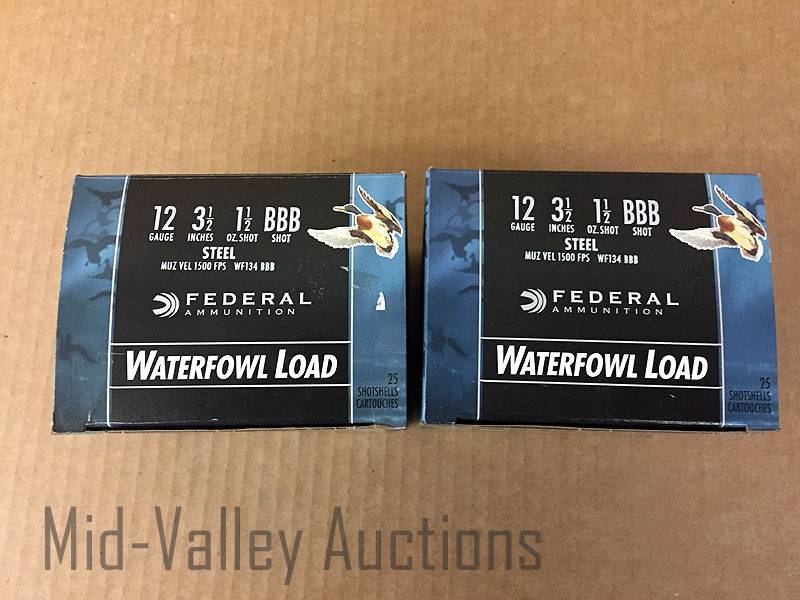 12 3½ 1½ BBB
GAUGE INCHES OZ.SHOT SHOT
STEEL
MUZ VEL 1500 FPS WF134 BBB
FEDERAL
AMMUNITION
WATERFOWL LOAD
25
SHOTSHELLS
CARTOUCHES
12 3½ 1½ BBB
GAUGE INCHES OZ.SHOT SHOT
STEEL
MUZ VEL 1500 FPS WF134 BBB
FEDERAL
AMMUNITION
WATERFOWL LOAD
25
SHOTSHELLS
CARTOUCHES
Mid-Valley Auctions